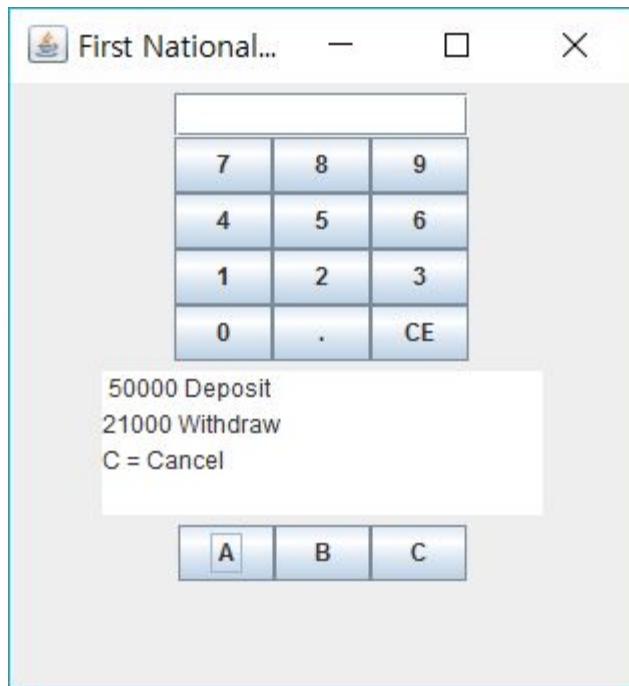 First National...
7 8 9
4 5 6
1 2 3
0 . CE
50000 Deposit
21000 Withdraw
C = Cancel
A B C